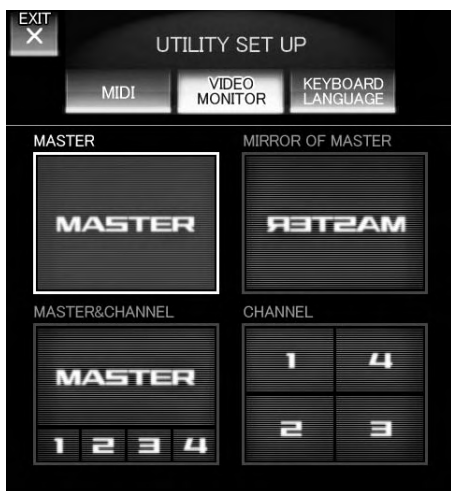 EXIT
×
UTILITY SET UP
MIDI
VIDEO
MONITOR
KEYBOARD
LANGUAGE
MASTER
MIRROR OF MASTER
MASTER
MASTER
MASTER&CHANNEL
CHANNEL
MASTER
1 2 3 4
1 4
2 3